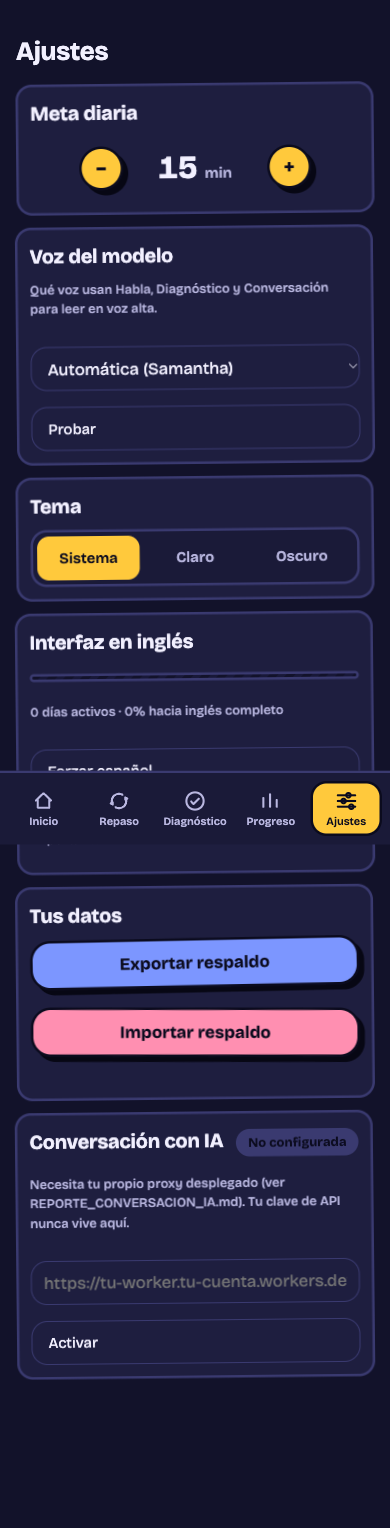 Ajustes
Meta diaria
–
15 min
+
Voz del modelo
Qué voz usan Habla, Diagnóstico y Conversación
para leer en voz alta.
Automática (Samantha)
Probar
Tema
Sistema
Claro
Oscuro
Interfaz en inglés
0 días activos · 0% hacia inglés completo
Forzar español
Inicio
Repaso
Diagnóstico
Progreso
Ajustes
Tus datos
Exportar respaldo
Importar respaldo
Conversación con IA
No configurada
Necesita tu propio proxy desplegado (ver
REPORTE_CONVERSACION_IA.md). Tu clave de API
nunca vive aquí.
https://tu-worker.tu-cuenta.workers.de
Activar